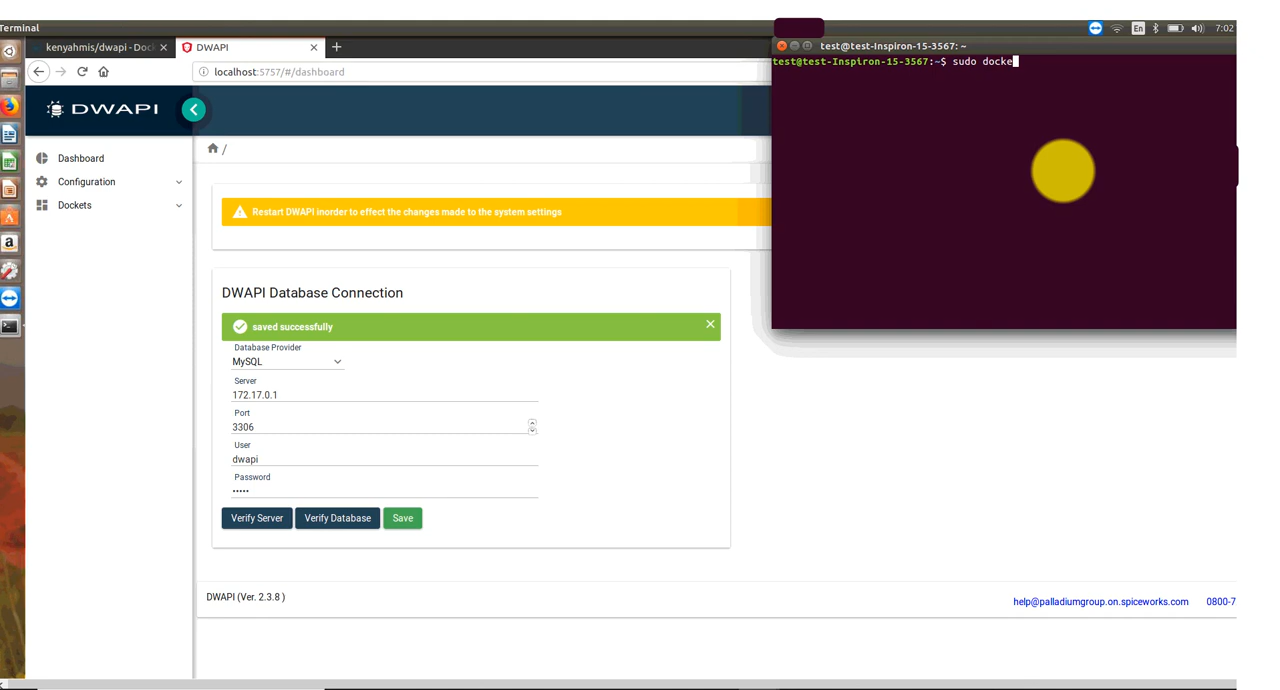 Terminal
En
7:02
kenyahmis/dwapi - Dock
DWAPI
test@test-Inspiron-15-3567: ~
localhost:5757/#/dashboard
test@test-Inspiron-15-3567:~$ sudo docke
DWAPI
/
Dashboard
Configuration
Dockets
Restart DWAPI inorder to effect the changes made to the system settings
DWAPI Database Connection
saved successfully
Database Provider
MySQL
Server
172.17.0.1
Port
3306
User
dwapi
Password
•••••
Verify Server
Verify Database
Save
DWAPI (Ver. 2.3.8 )
help@palladiumgroup.on.spiceworks.com
0800-7